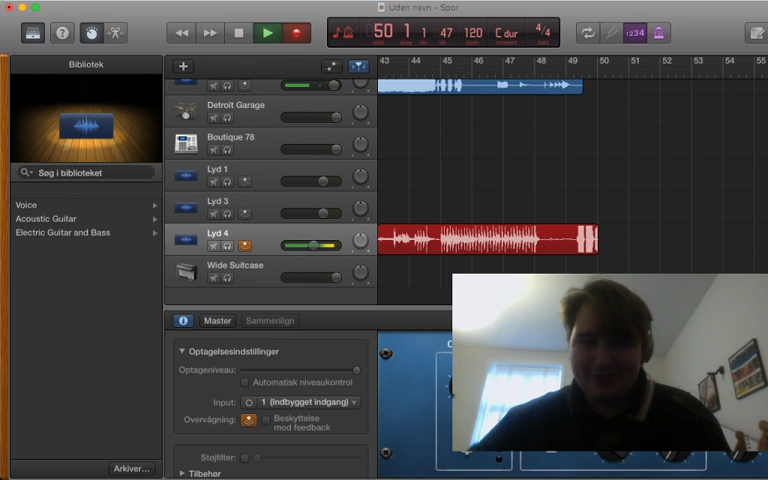 Uden navn - Spor
50 1 1 47 120 C dur 4/4
takt slag bpm toneart takt
1234
Bibliotek
43 44 45 46 47 48 49 50 51 52 53 54 55
Detroit Garage
Boutique 78
Søg i biblioteket
Lyd 1
Voice
Lyd 3
Acoustic Guitar
Electric Guitar and Bass
Lyd 4
Wide Suitcase
Master
Sammenlign
Optagelsesindstillinger
Optageniveau:
Automatisk niveaukontrol
Input: 1 (Indbygget indgang)
Overvågning: Beskyttelse
mod feedback
Støjfilter:
Arkiver...
Tilbehør